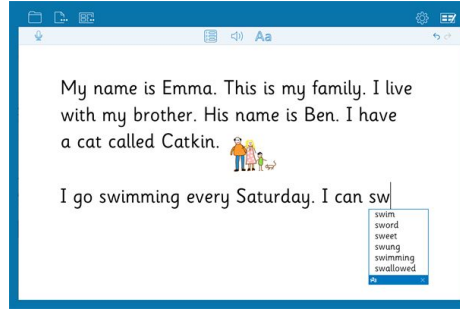 Aa
My name is Emma. This is my family. I live
with my brother. His name is Ben. I have
a cat called Catkin.
I go swimming every Saturday. I can sw
swim
sword
sweet
swung
swimming
swallowed